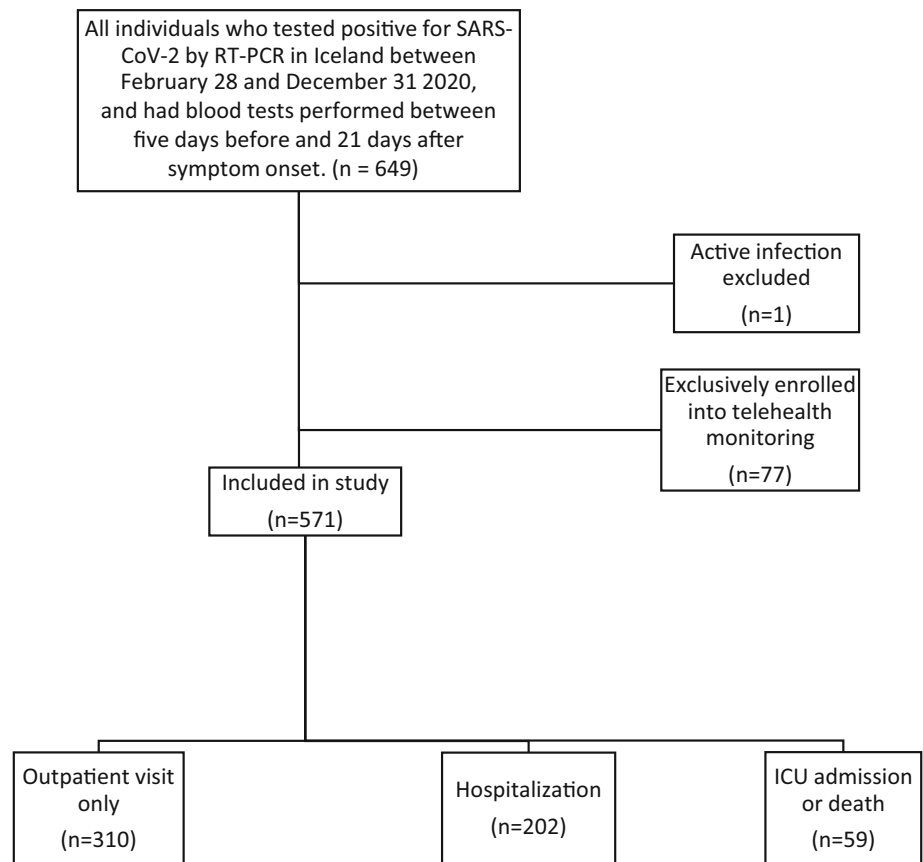 All individuals who tested positive for SARS-
CoV-2 by RT-PCR in Iceland between
February 28 and December 31 2020,
and had blood tests performed between
five days before and 21 days after
symptom onset. (n = 649)
Active infection
excluded
(n=1)
Exclusively enrolled
into telehealth
monitoring
(n=77)
Included in study
(n=571)
Outpatient visit
only
(n=310)
Hospitalization
(n=202)
ICU admission
or death
(n=59)